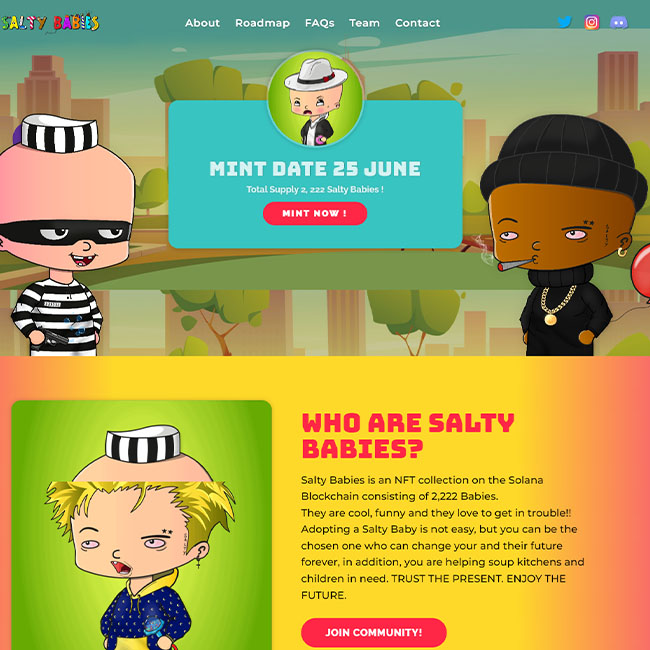 SALTY BABIES
About Roadmap FAQs Team Contact
MINT DATE 25 JUNE
Total Supply 2, 222 Salty Babies !
MINT NOW !
WHO ARE SALTY
BABIES?
Salty Babies is an NFT collection on the Solana
Blockchain consisting of 2,222 Babies.
They are cool, funny and they love to get in trouble!!
Adopting a Salty Baby is not easy, but you can be the
chosen one who can change your and their future
forever, in addition, you are helping soup kitchens and
children in need. TRUST THE PRESENT. ENJOY THE
FUTURE.
JOIN COMMUNITY!